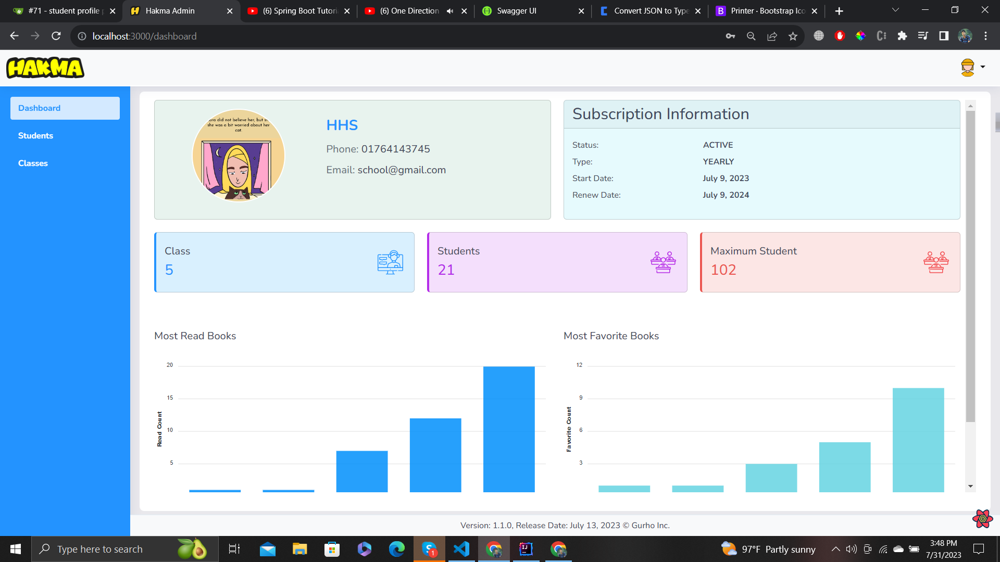 #71 - student profile
Hakma Admin
(6) Spring Boot Tutori
(6) One Direction
Swagger UI
Convert JSON to Type
Printer · Bootstrap Ico
localhost:3000/dashboard
HAKMA
Dashboard
Students
Classes
did not believe her, but
she was a bit worried about her
cat.
HHS
Phone: 01764143745
Email: school@gmail.com
Subscription Information
Status: ACTIVE
Type: YEARLY
Start Date: July 9, 2023
Renew Date: July 9, 2024
Class
5
Students
21
Maximum Student
102
Most Read Books
20
15
10
5
Read Count
Most Favorite Books
12
9
6
3
Favorite Count
Version: 1.1.0, Release Date: July 13, 2023 © Gurho Inc.
Type here to search
1
97°F Partly sunny
3:48 PM
7/31/2023